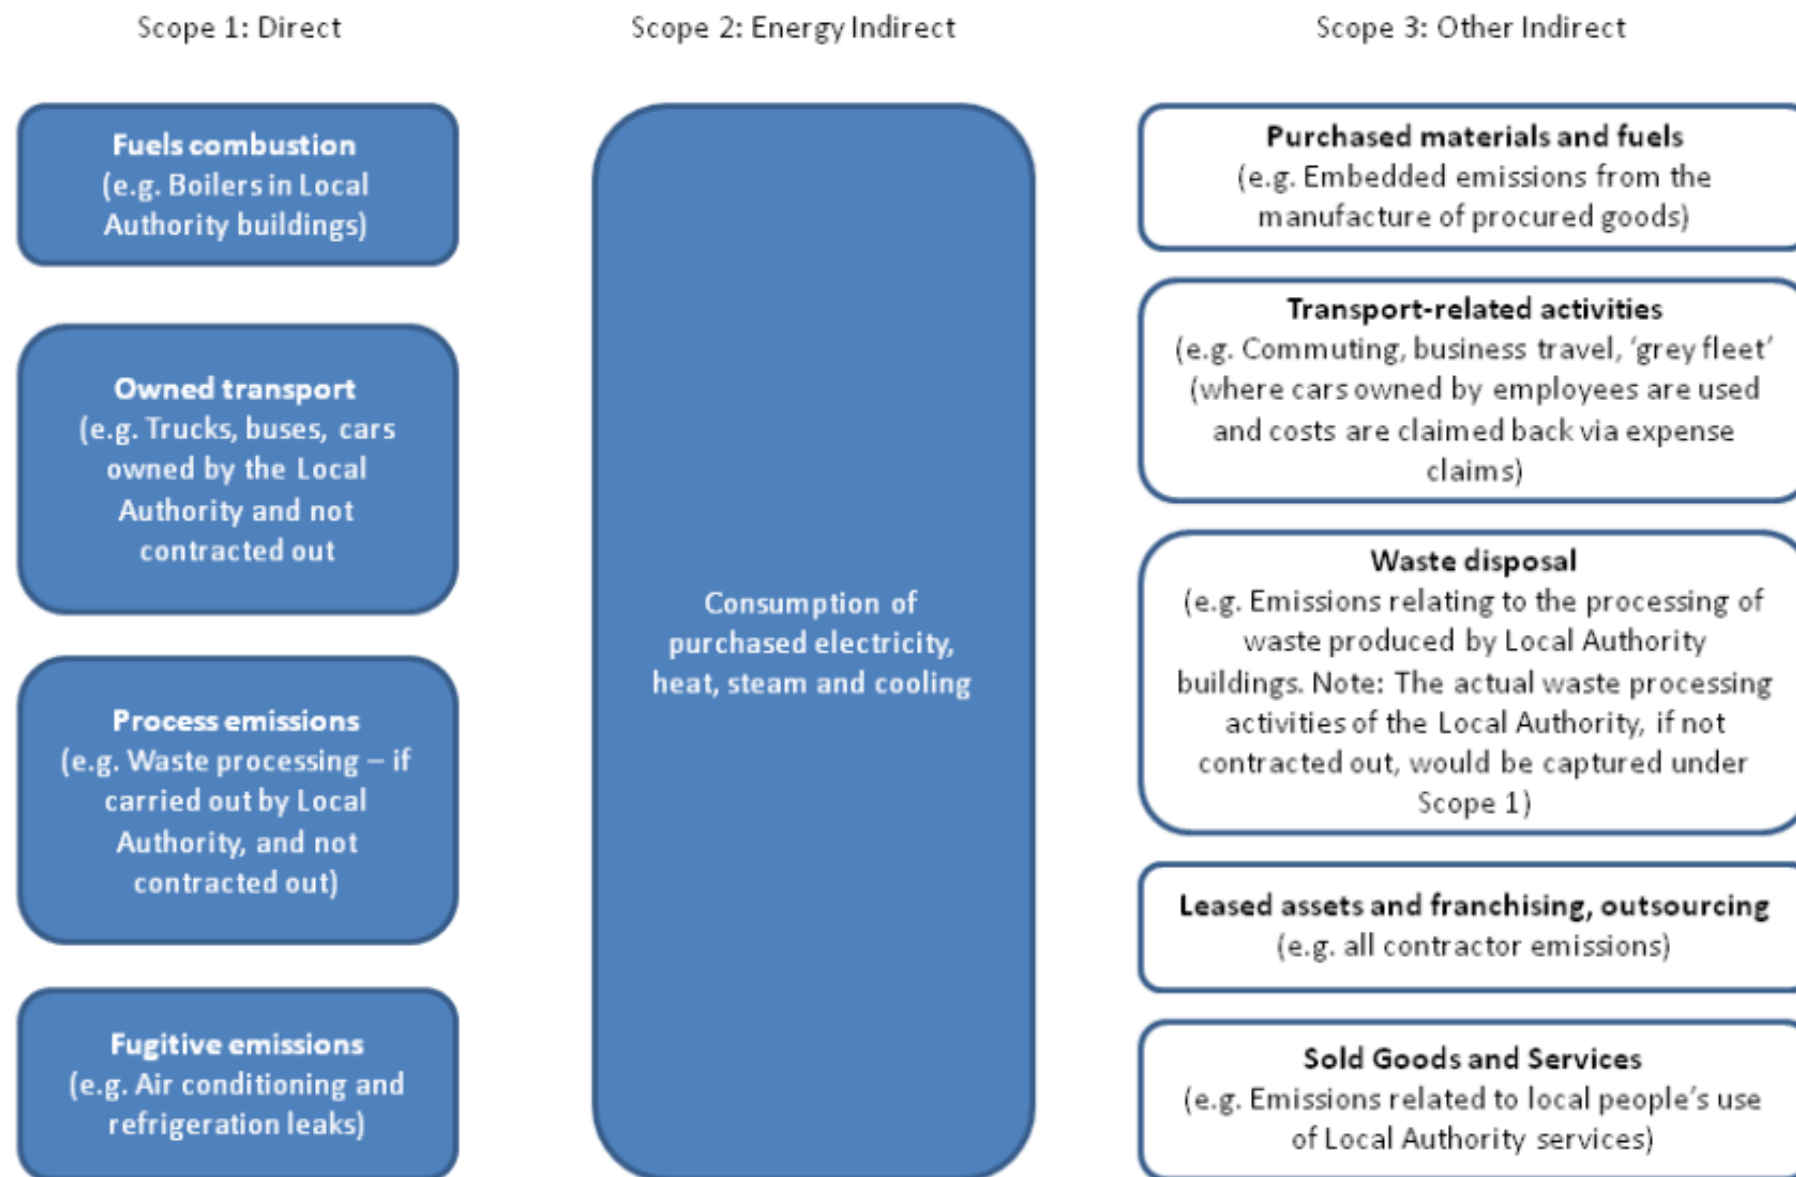 Scope 1: Direct
Fuels combustion
(e.g. Boilers in Local
Authority buildings)
Owned transport
(e.g. Trucks, buses, cars
owned by the Local
Authority and not
contracted out
Process emissions
(e.g. Waste processing – if
carried out by Local
Authority, and not
contracted out)
Fugitive emissions
(e.g. Air conditioning and
refrigeration leaks)
Scope 2: Energy Indirect
Consumption of
purchased electricity,
heat, steam and cooling
Scope 3: Other Indirect
Purchased materials and fuels
(e.g. Embedded emissions from the
manufacture of procured goods)
Transport-related activities
(e.g. Commuting, business travel, ‘grey fleet’
(where cars owned by employees are used
and costs are claimed back via expense
claims)
Waste disposal
(e.g. Emissions relating to the processing of
waste produced by Local Authority
buildings. Note: The actual waste processing
activities of the Local Authority, if not
contracted out, would be captured under
Scope 1)
Leased assets and franchising, outsourcing
(e.g. all contractor emissions)
Sold Goods and Services
(e.g. Emissions related to local people’s use
of Local Authority services)